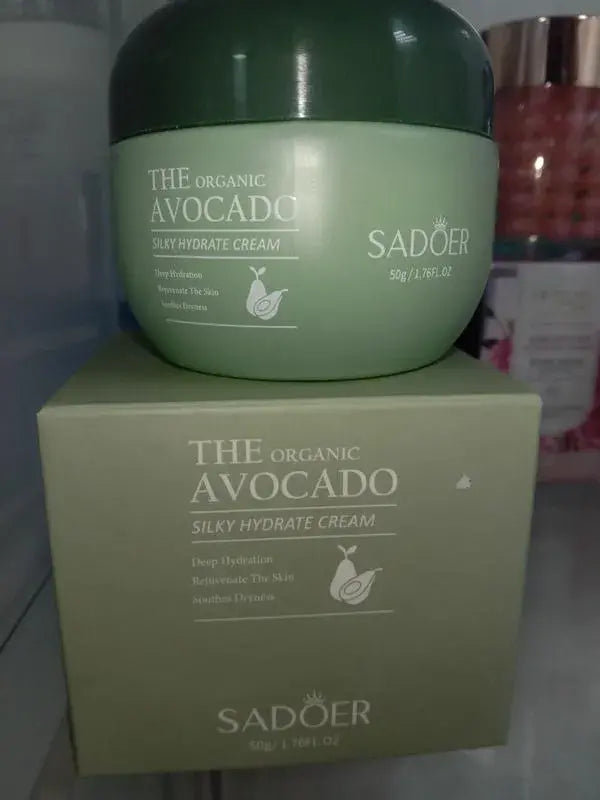 THE ORGANIC
AVOCADO
SILKY HYDRATE CREAM
Deep Hydration
Rejuvenate The Skin
Soothes Dryness
SADOER
50g / 1.76FL.OZ
THE ORGANIC
AVOCADO
SILKY HYDRATE CREAM
Deep Hydration
Rejuvenate The Skin
Soothes Dryness
SADOER
50g/ 1.76FL.OZ